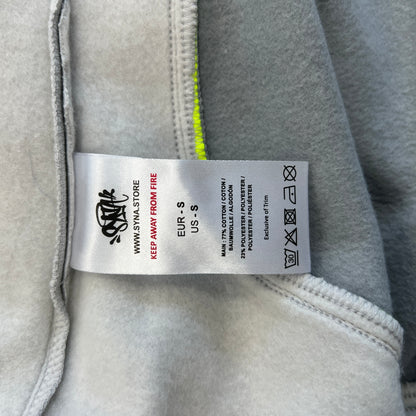 WWW.SYNA.STORE
KEEP AWAY FROM FIRE
EUR - S
US - S
MAIN : 77% COTTON / COTON /
BAUMWOLLE / ALGODÓN
23% POLYESTER / POLYESTER /
POLYESTER / POLIÉSTER
Exclusive of Trim
30